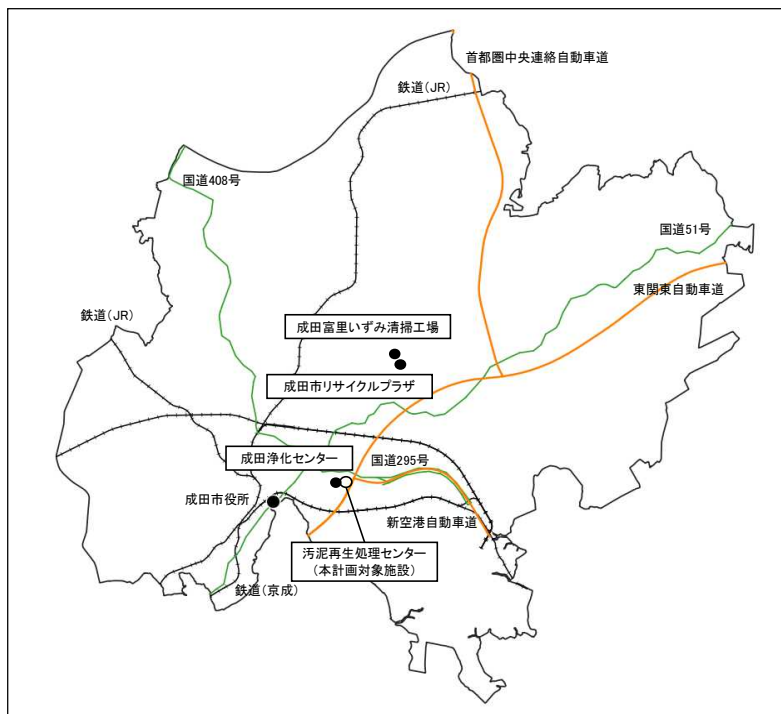 首都圏中央連絡自動車道
鉄道(JR)
国道408号
国道51号
東関東自動車道
鉄道(JR)
成田富里いずみ清掃工場
成田市リサイクルプラザ
成田浄化センター
国道295号
成田市役所
新空港自動車道
汚泥再生処理センター
(本計画対象施設)
鉄道(京成)